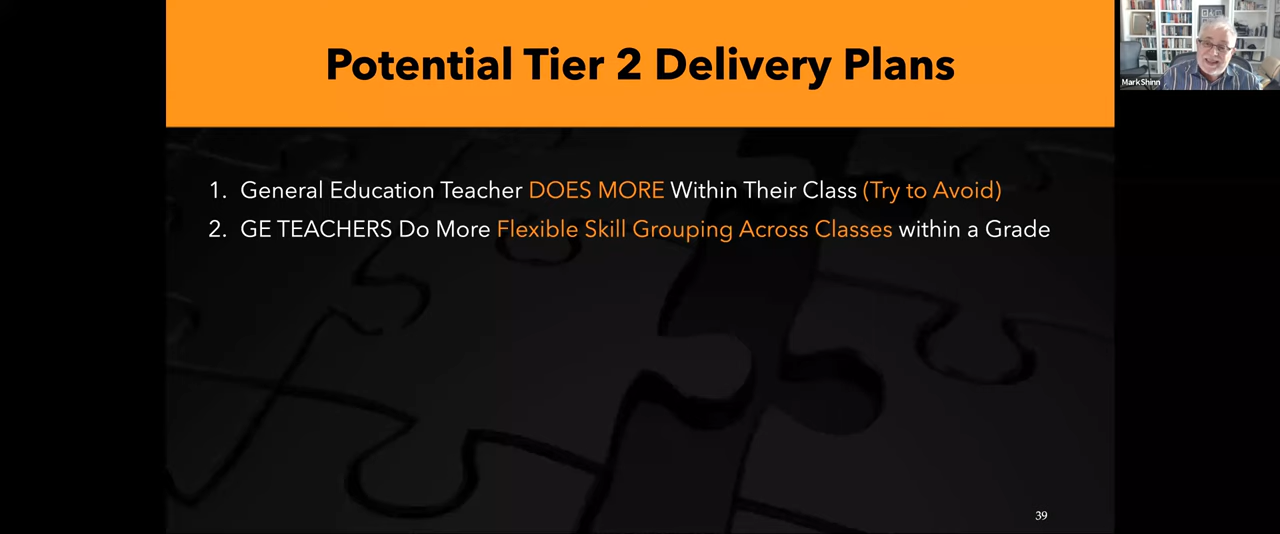 Potential Tier 2 Delivery Plans
Mark Shinn
1. General Education Teacher DOES MORE Within Their Class (Try to Avoid)
2. GE TEACHERS Do More Flexible Skill Grouping Across Classes within a Grade
39